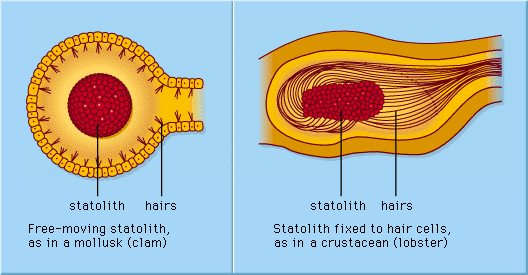 statolith hairs
Free-moving statolith,
as in a mollusk (clam)
statolith hairs
Statolith fixed to hair cells,
as in a crustacean (lobster)